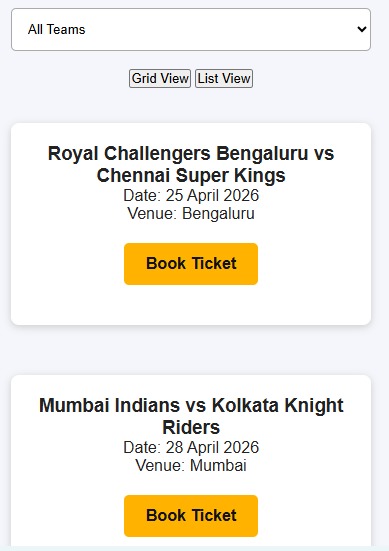 All Teams
Grid View List View
Royal Challengers Bengaluru vs
Chennai Super Kings
Date: 25 April 2026
Venue: Bengaluru
Book Ticket
Mumbai Indians vs Kolkata Knight
Riders
Date: 28 April 2026
Venue: Mumbai
Book Ticket